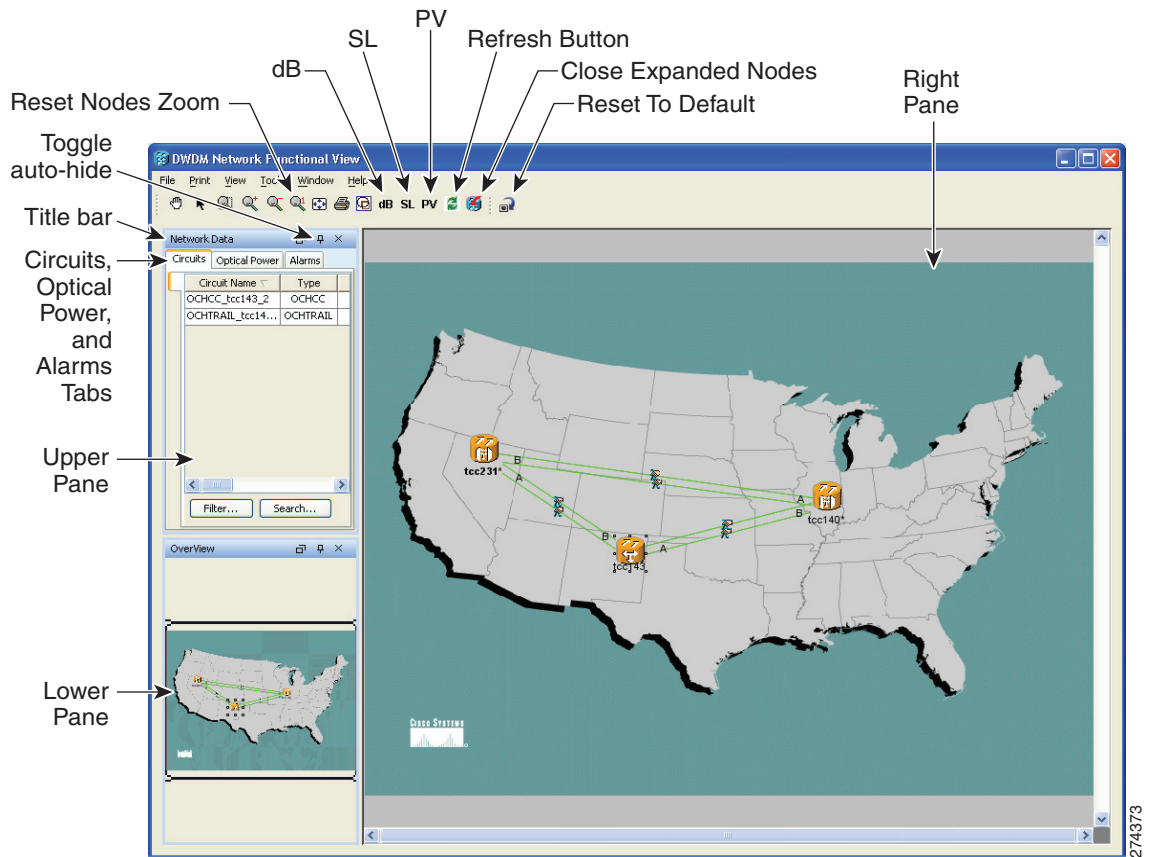 PV
SL
Refresh Button
dB
Close Expanded Nodes
Right
Pane
Reset Nodes Zoom
Reset To Default
Toggle
auto-hide
DWDM Network Functional View
File Print View Tools Window Help
dB SL PV
Title bar
Network Data
Circuits,
Optical
Power,
and
Alarms
Tabs
Circuits Optical Power Alarms
Circuit Name Type
OCHCC_tcc143_2 OCHCC
OCHTRAIL_tcc14... OCHTRAIL
Upper
Pane
Filter... Search...
B
tcc231*
A
A
tcc140*
B
B
A
tcc143
OverView
Lower
Pane
CISCO SYSTEMS
274373